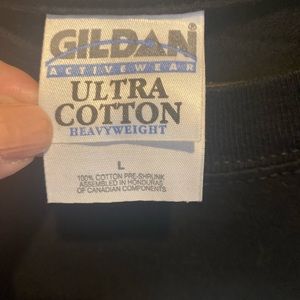 GILDAN
ACTIVEWEAR
ULTRA
COTTON
HEAVYWEIGHT
L
100% COTTON PRE-SHRUNK
ASSEMBLED IN HONDURAS
OF CANADIAN COMPONENTS